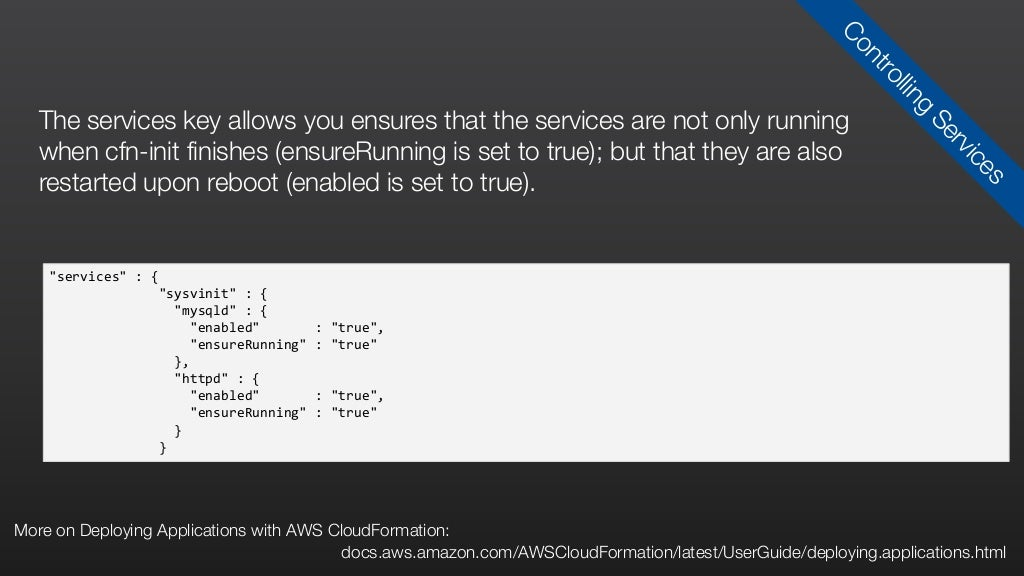 Controlling Services
The services key allows you ensures that the services are not only running
when cfn-init finishes (ensureRunning is set to true); but that they are also
restarted upon reboot (enabled is set to true).
"services" : {
"sysvinit" : {
"mysqld" : {
"enabled" : "true",
"ensureRunning" : "true"
},
"httpd" : {
"enabled" : "true",
"ensureRunning" : "true"
}
}
More on Deploying Applications with AWS CloudFormation:
docs.aws.amazon.com/AWSCloudFormation/latest/UserGuide/deploying.applications.html